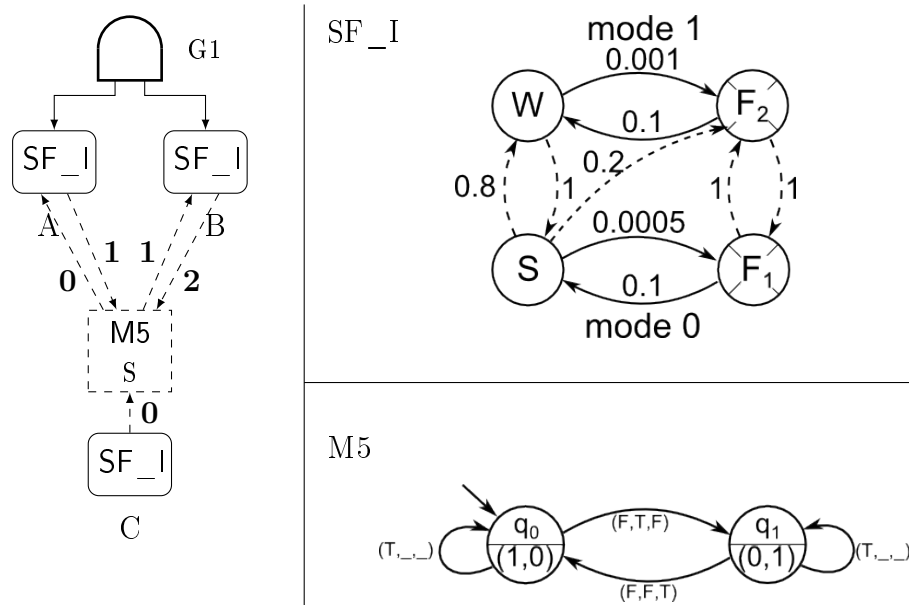 G1
SF_I
SF_I
A
B
0
1
1
2
M5
S
0
SF_I
C
SF_I
mode 1
0.001
W
F2
0.1
0.2
0.8
1
1
1
0.0005
S
F1
0.1
mode 0
M5
q0
(1,0)
(F,T,F)
q1
(0,1)
(T,_,_)
(T,_,_)
(F,F,T)